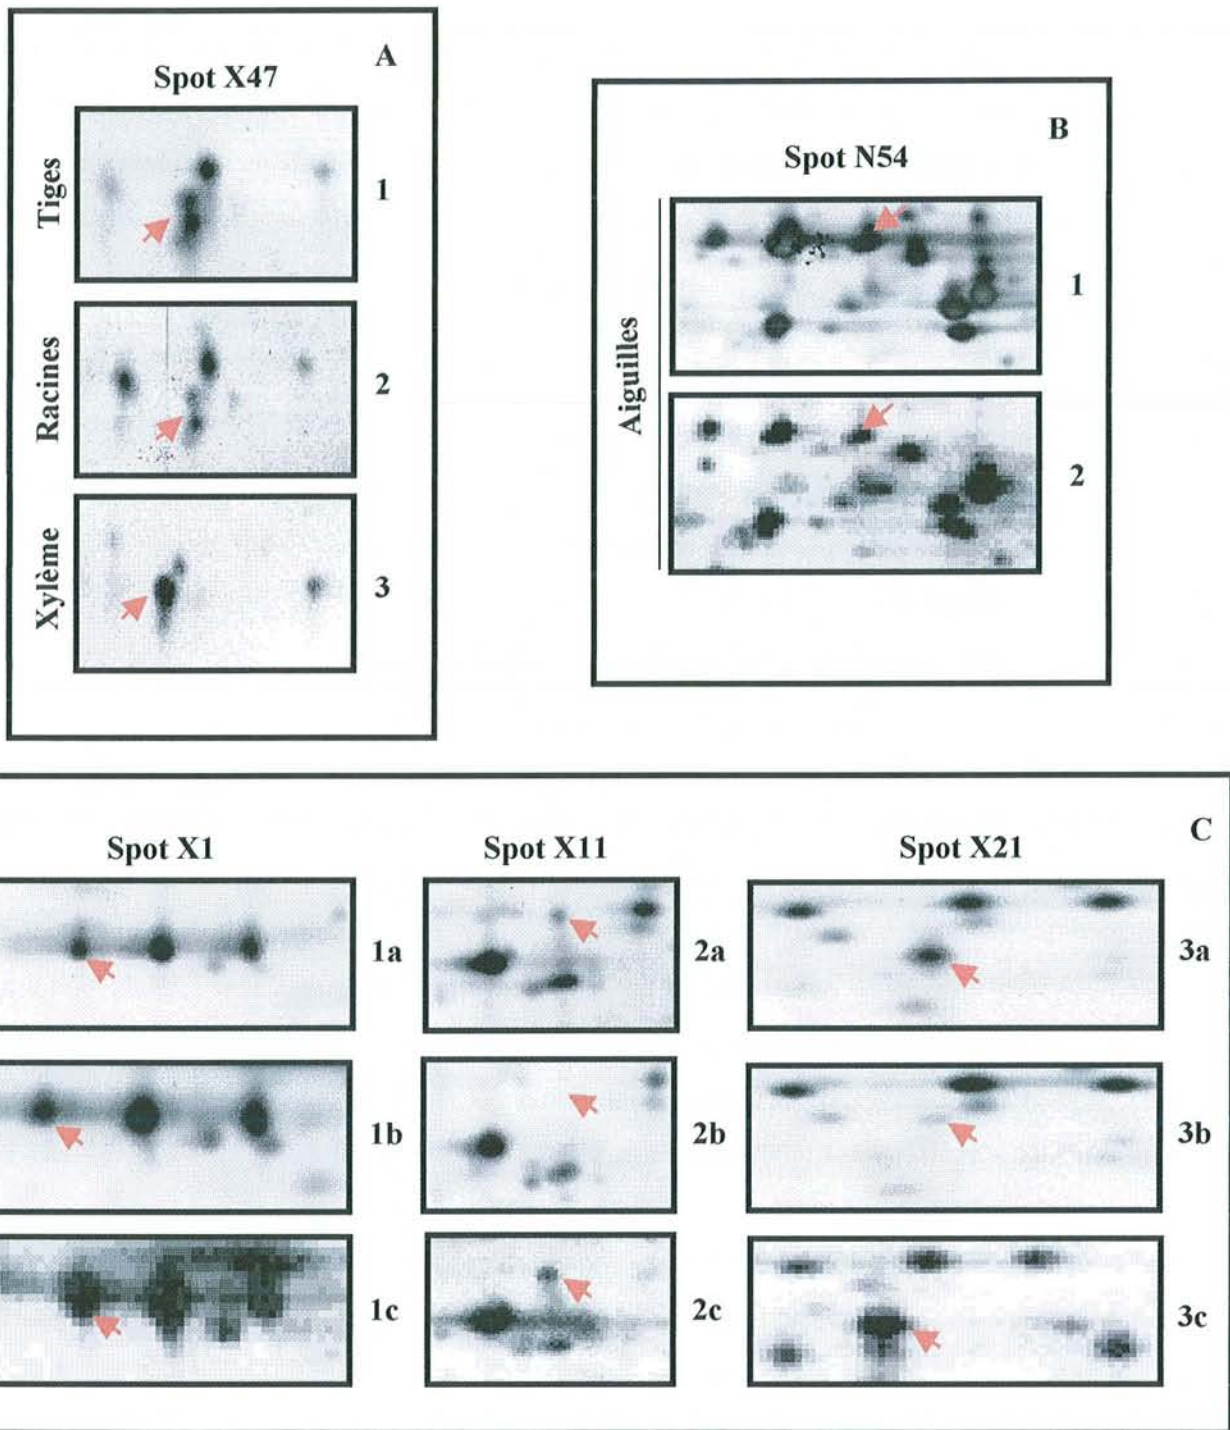 A
Spot X47
Tiges
1
Racines
2
Xylème
3
B
Spot N54
Aiguilles
1
2
C
Spot X1
Spot X11
Spot X21
1a
2a
3a
1b
2b
3b
1c
2c
3c